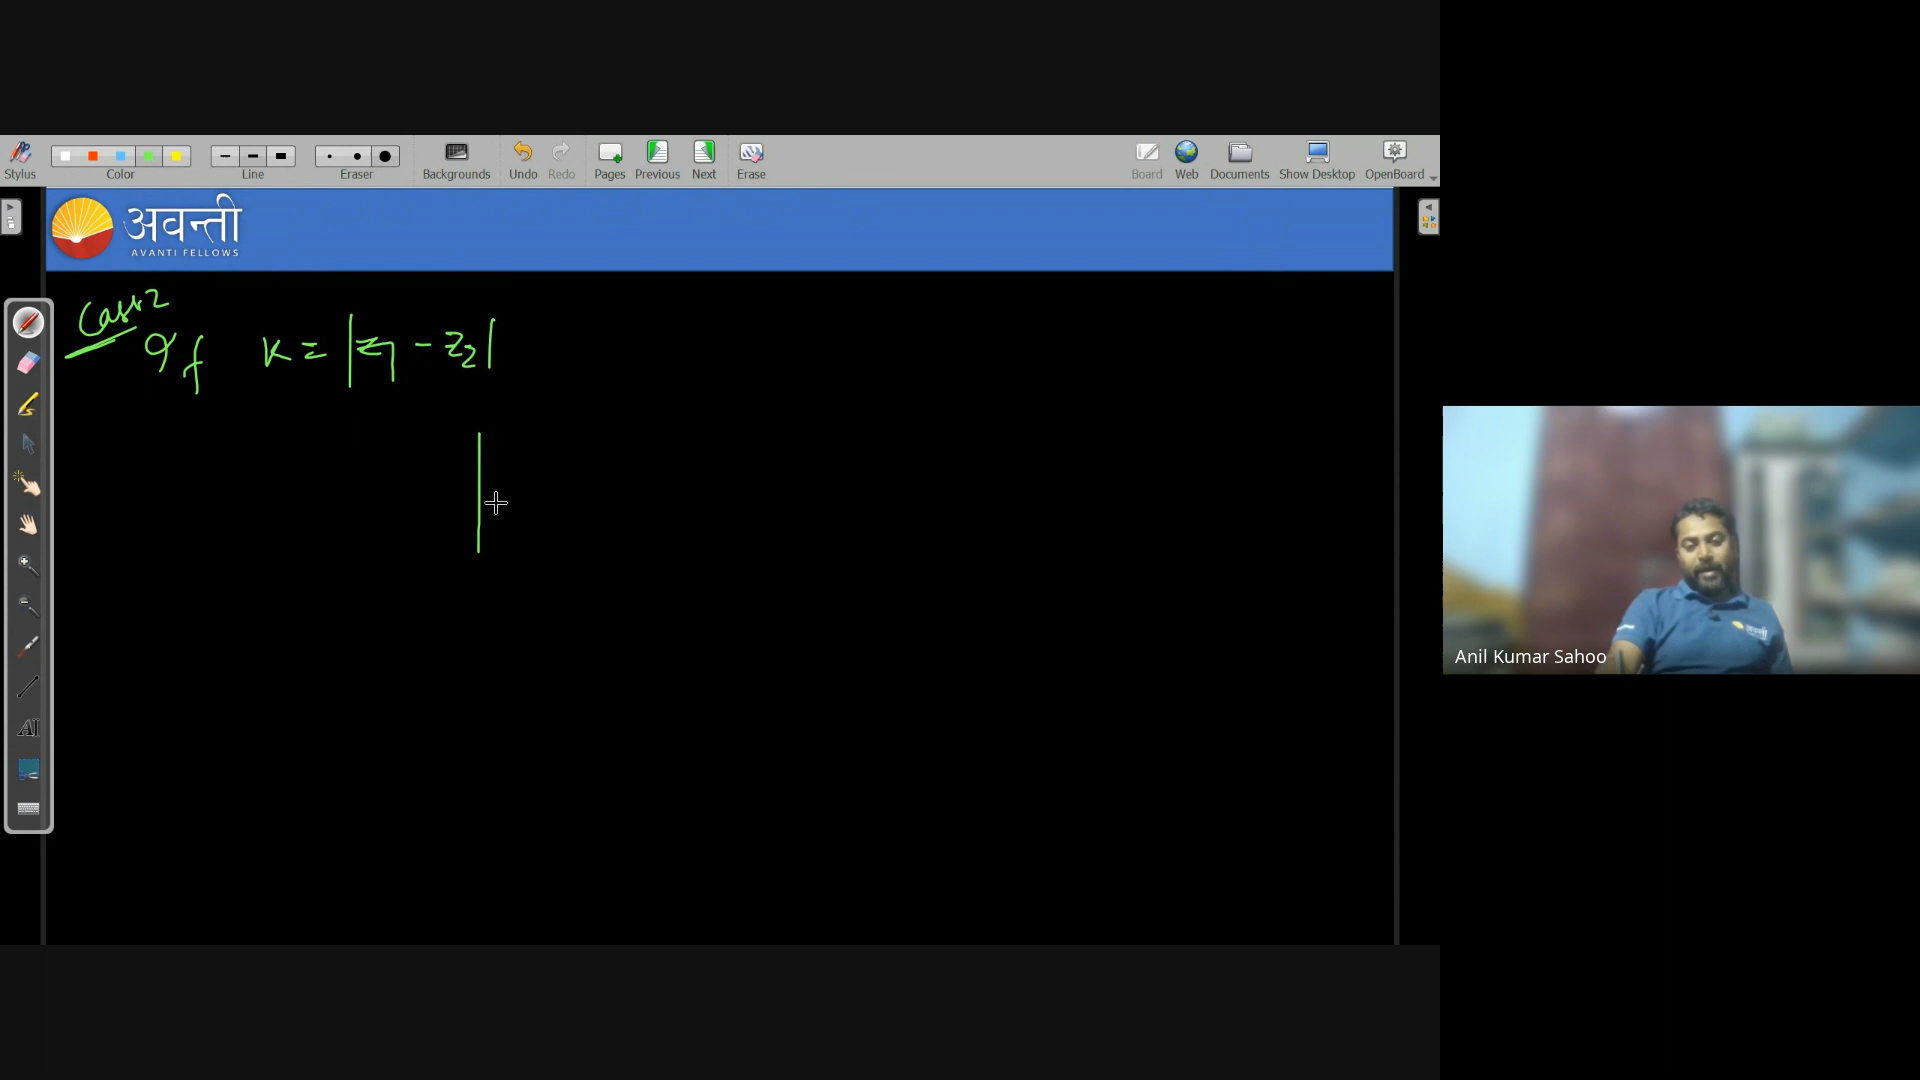 Stylus Color Line Eraser Backgrounds Undo Redo Pages Previous Next Erase Board Web Documents Show Desktop OpenBoard
अवन्ती
AVANTI FELLOWS
Case 2
If K = |z1 - z2|
Anil Kumar Sahoo